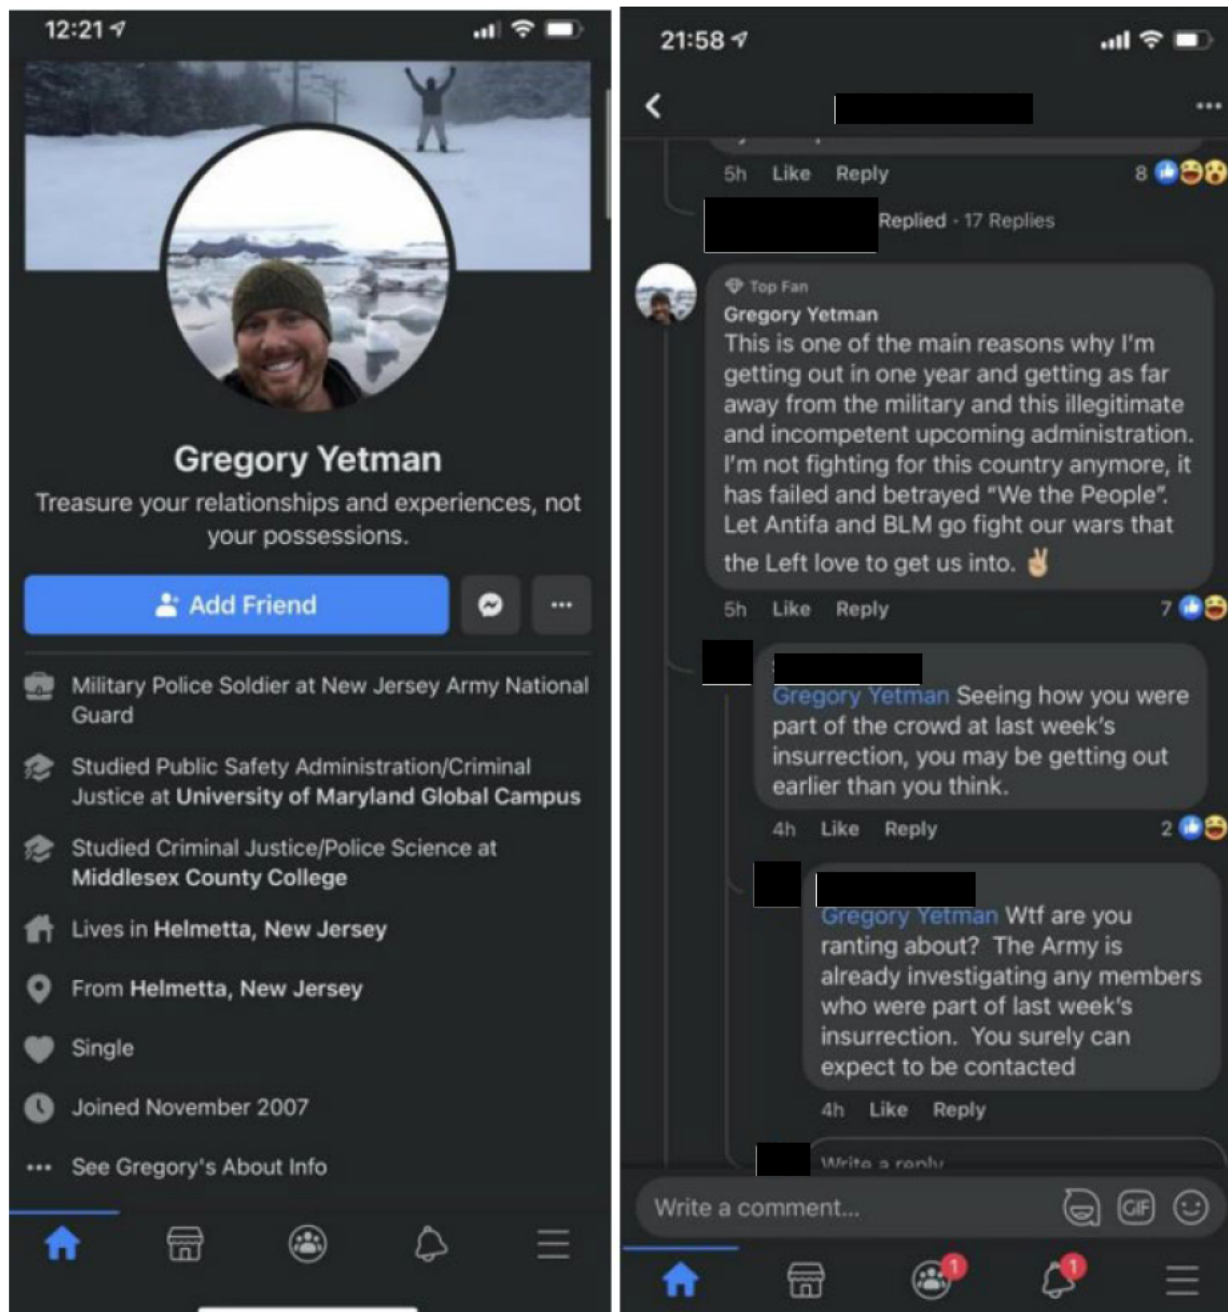 12:21
Gregory Yetman
Treasure your relationships and experiences, not
your possessions.
Add Friend
Military Police Soldier at New Jersey Army National
Guard
Studied Public Safety Administration/Criminal
Justice at University of Maryland Global Campus
Studied Criminal Justice/Police Science at
Middlesex County College
Lives in Helmetta, New Jersey
From Helmetta, New Jersey
Single
Joined November 2007
See Gregory's About Info
21:58
5h Like Reply 8
Replied · 17 Replies
Top Fan
Gregory Yetman
This is one of the main reasons why I'm
getting out in one year and getting as far
away from the military and this illegitimate
and incompetent upcoming administration.
I'm not fighting for this country anymore, it
has failed and betrayed “We the People”.
Let Antifa and BLM go fight our wars that
the Left love to get us into. ✌🏼
5h Like Reply 7
Gregory Yetman Seeing how you were
part of the crowd at last week's
insurrection, you may be getting out
earlier than you think.
4h Like Reply 2
Gregory Yetman Wtf are you
ranting about? The Army is
already investigating any members
who were part of last week's
insurrection. You surely can
expect to be contacted
4h Like Reply
Write a reply
Write a comment...
GIF
1
1